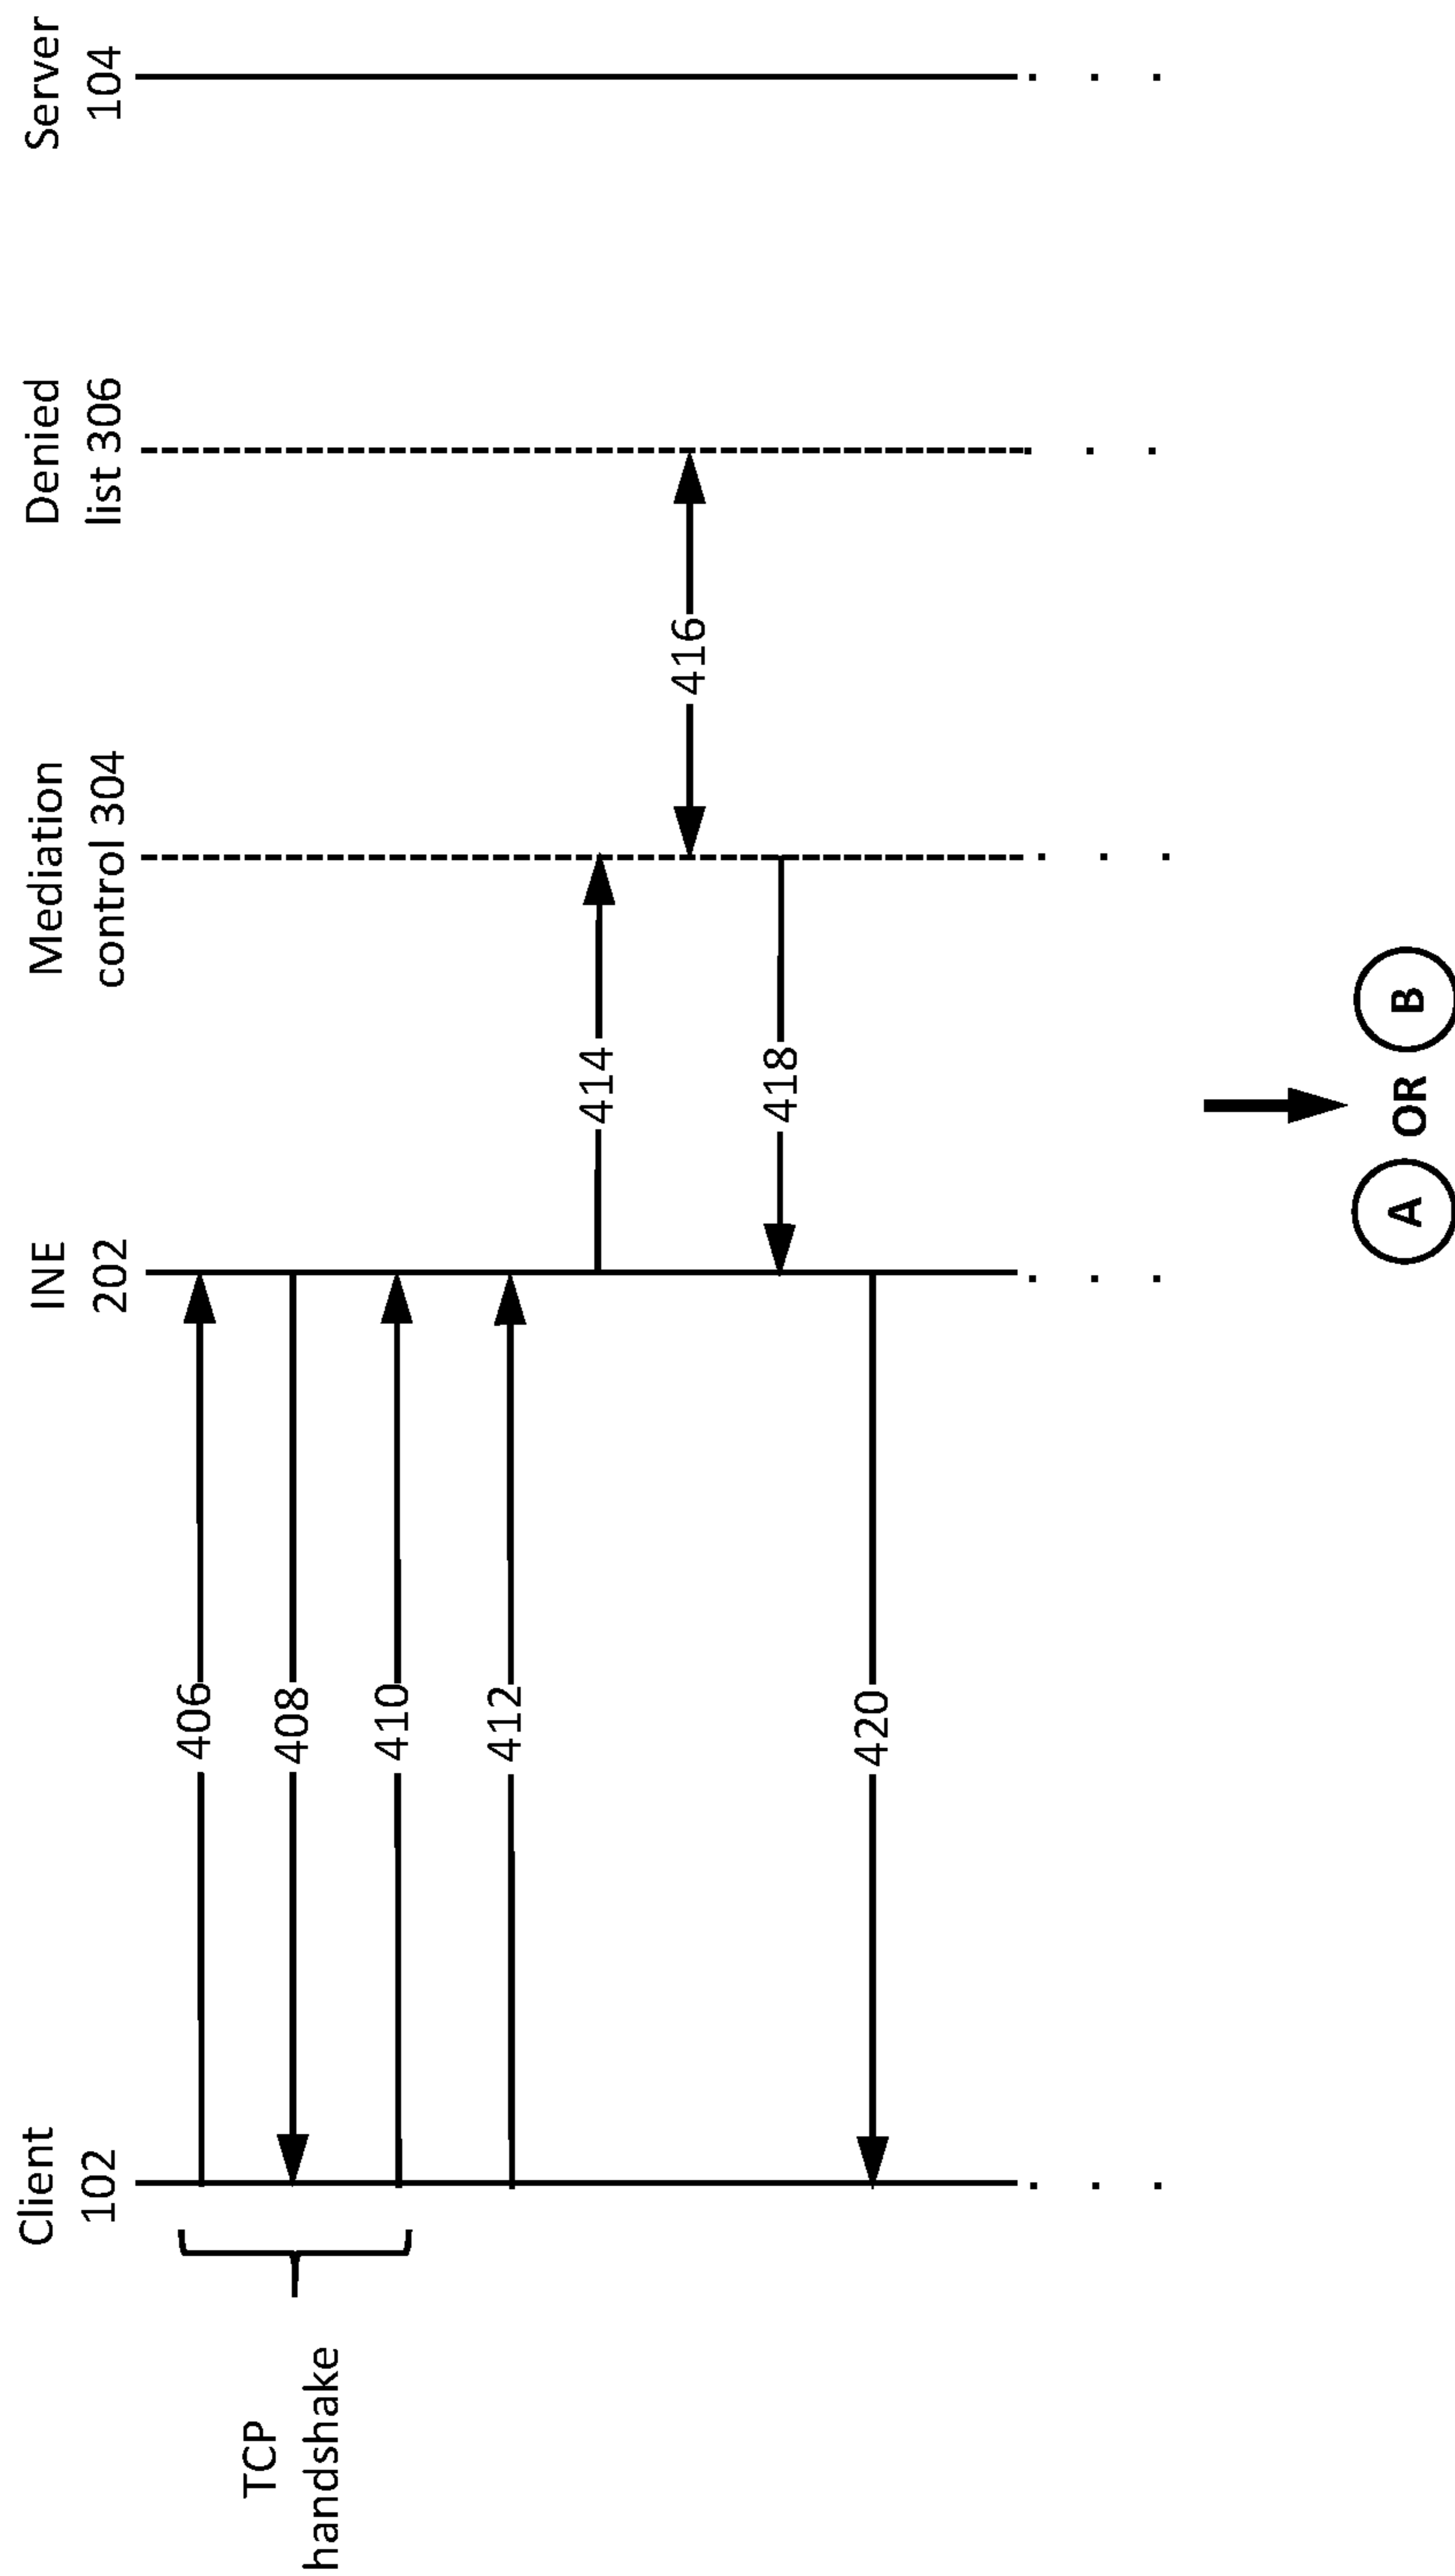 Client
102
INE
202
Mediation
control 304
Denied
list 306
Server
104
TCP
handshake
406
408
410
412
414
416
418
420
A OR B